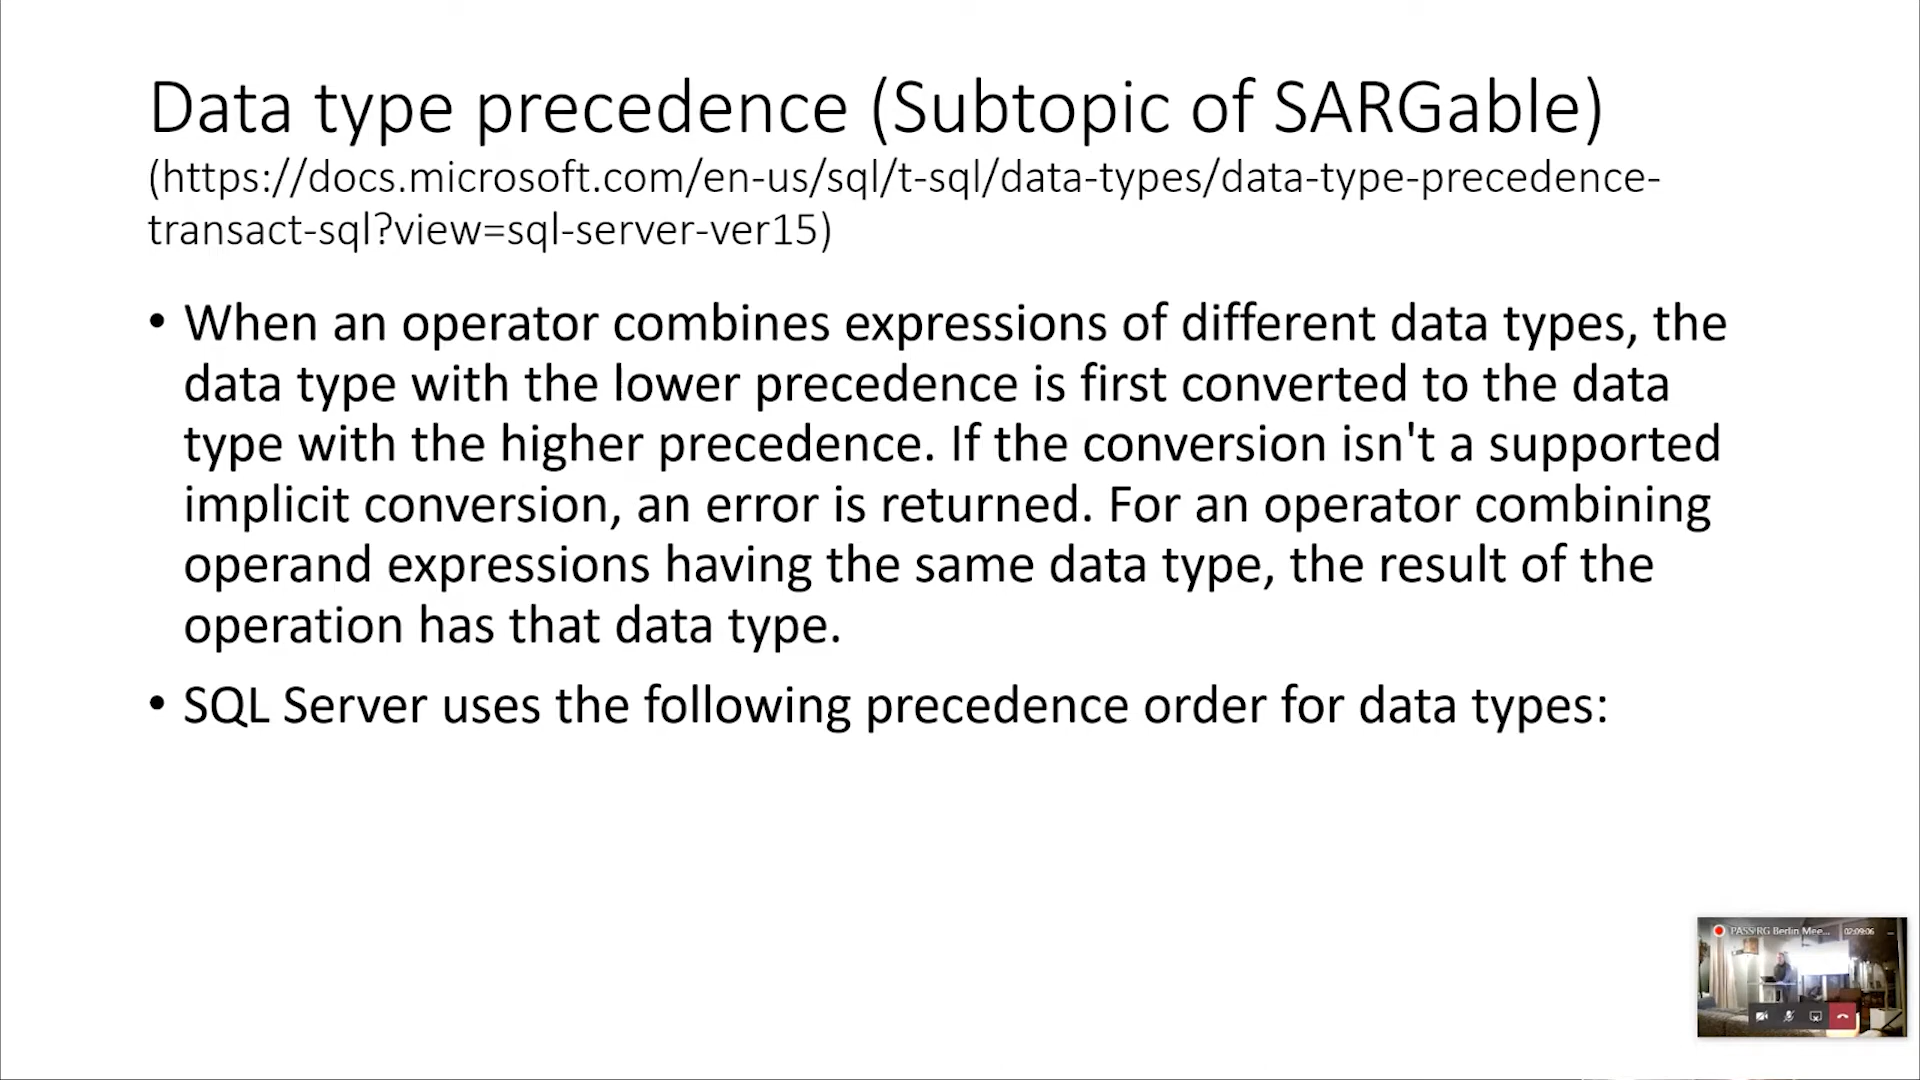 Data type precedence (Subtopic of SARGable)
(https://docs.microsoft.com/en-us/sql/t-sql/data-types/data-type-precedence-
transact-sql?view=sql-server-ver15)
• When an operator combines expressions of different data types, the
data type with the lower precedence is first converted to the data
type with the higher precedence. If the conversion isn't a supported
implicit conversion, an error is returned. For an operator combining
operand expressions having the same data type, the result of the
operation has that data type.
• SQL Server uses the following precedence order for data types:
PASS RG Berlin Mee... 02:09:06